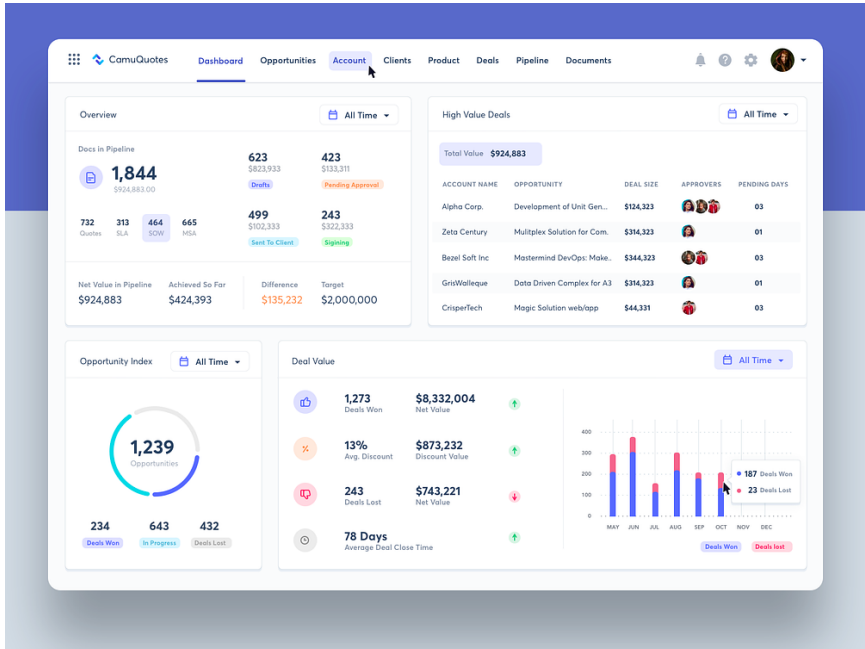 CamuQuotes
Dashboard Opportunities Account Clients Product Deals Pipeline Documents
Overview
All Time
Docs in Pipeline
1,844
$924,883.00
623
$823,933
Drafts
423
$133,311
Pending Approval
732
Quotes
313
SLA
464
SOW
665
MSA
499
$102,333
Sent To Client
243
$322,333
Sigining
Net Value in Pipeline
$924,883
Achieved So Far
$424,393
Difference
$135,232
Target
$2,000,000
High Value Deals
All Time
Total Value $924,883
ACCOUNT NAME OPPORTUNITY DEAL SIZE APPROVERS PENDING DAYS
Alpha Corp. Development of Unit Gen... $124,323 03
Zeta Century Mulitplex Solution for Com. $314,323 01
Bezel Soft Inc Mastermind DevOps: Make.. $344,323 03
GrisWalleque Data Driven Complex for A3 $314,323 01
CrisperTech Magic Solution web/app $44,331 03
Opportunity Index
All Time
1,239
Opportunities
234
Deals Won
643
In Progress
432
Deals Lost
Deal Value
All Time
1,273
Deals Won
$8,332,004
Net Value
%
13%
Avg. Discount
$873,232
Discount Value
243
Deals Lost
$743,221
Net Value
78 Days
Average Deal Close Time
400
300
200
100
0
MAY JUN JUL AUG SEP OCT NOV DEC
187 Deals Won
23 Deals Lost
Deals Won
Deals lost